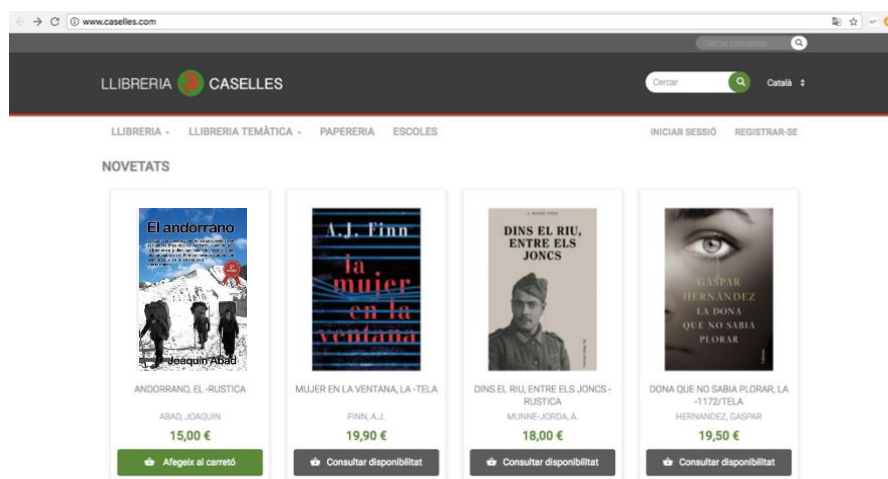 www.caselles.com
LLIBRERIA CASELLES
Cercar
Català
LLIBRERIA
LLIBRERIA TEMÀTICA
PAPERERIA
ESCOLES
INICIAR SESSIÓ
REGISTRAR-SE
NOVETATS
El andorrano
Joaquín Abad
A.J. Finn
la
mujer
en la
ventana
DINS EL RIU,
ENTRE ELS
JONCS
GASPAR
HERNÀNDEZ
LA DONA
QUE NO SABIA
PLORAR
ANDORRANO, EL -RUSTICA
ABAD, JOAQUIN
15,00 €
Afegeix al carretó
MUJER EN LA VENTANA, LA -TELA
FINN, A.J.
19,90 €
Consultar disponibilitat
DINS EL RIU, ENTRE ELS JONCS -
RUSTICA
MUNNE-JORDA, A.
18,00 €
Consultar disponibilitat
DONA QUE NO SABIA PLORAR, LA
-1172/TELA
HERNANDEZ, GASPAR
19,50 €
Consultar disponibilitat